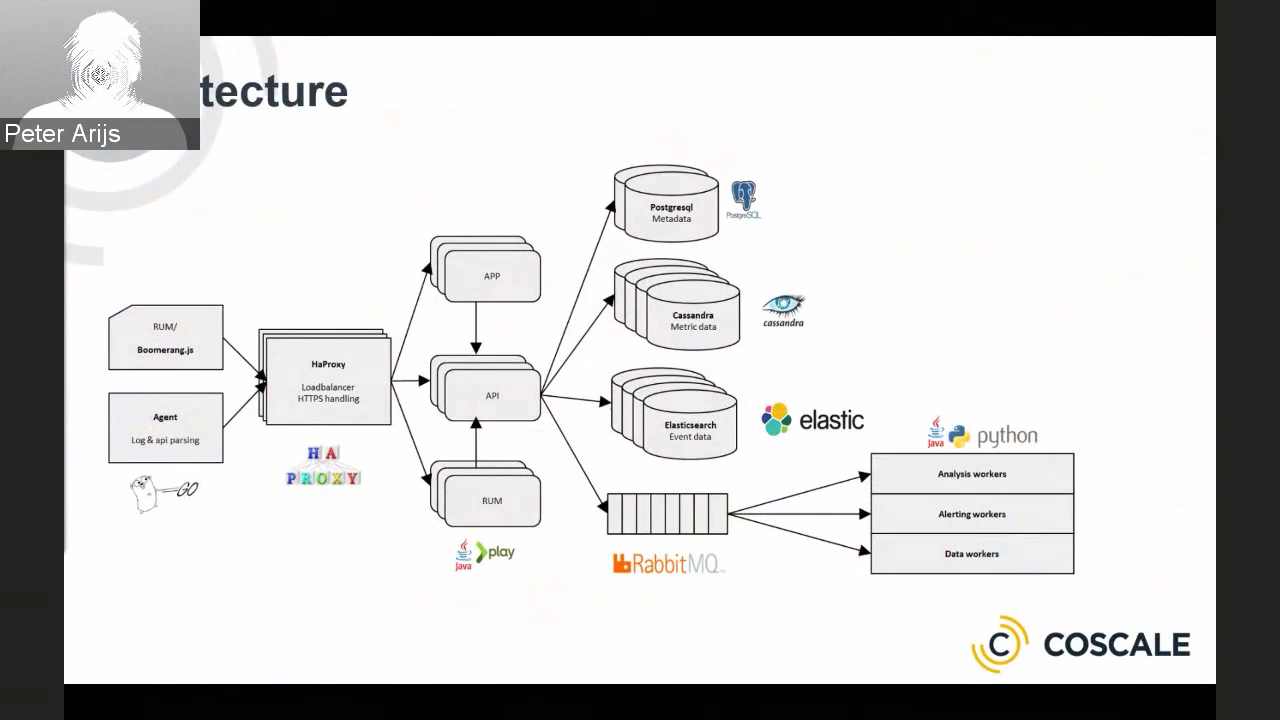 Peter Arijs
tecture
Postgresql
Metadata
PostgreSQL
APP
Cassandra
Metric data
cassandra
RUM/
Boomerang.js
HaProxy
Loadbalancer
HTTPS handling
API
Agent
Log & api parsing
Elasticsearch
Event data
elastic
Java
python
GO
HA
PROXY
RUM
Analysis workers
Alerting workers
Data workers
Java
play
RabbitMQ
C
COSCALE